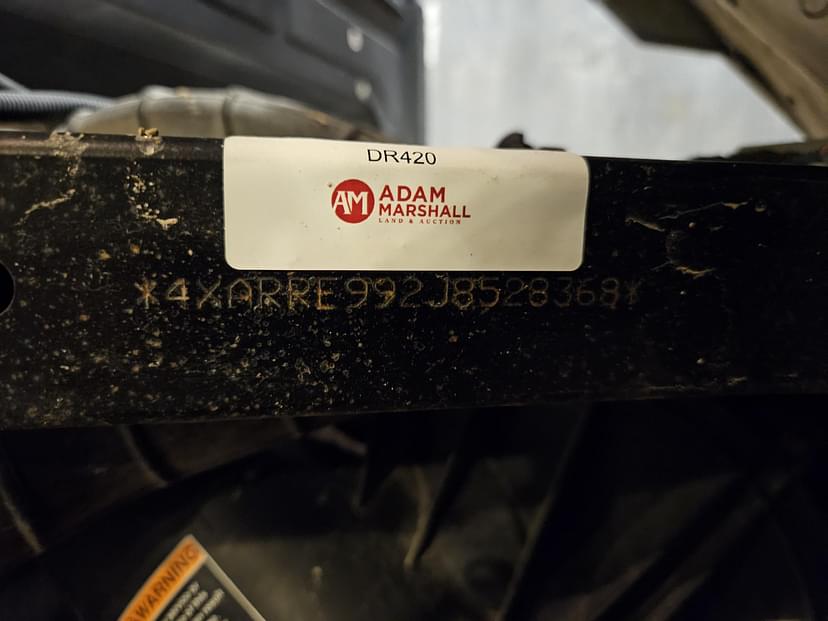 DR420
AM
ADAM
MARSHALL
LAND & AUCTION
*4XARRE992J8528368*
WARNING